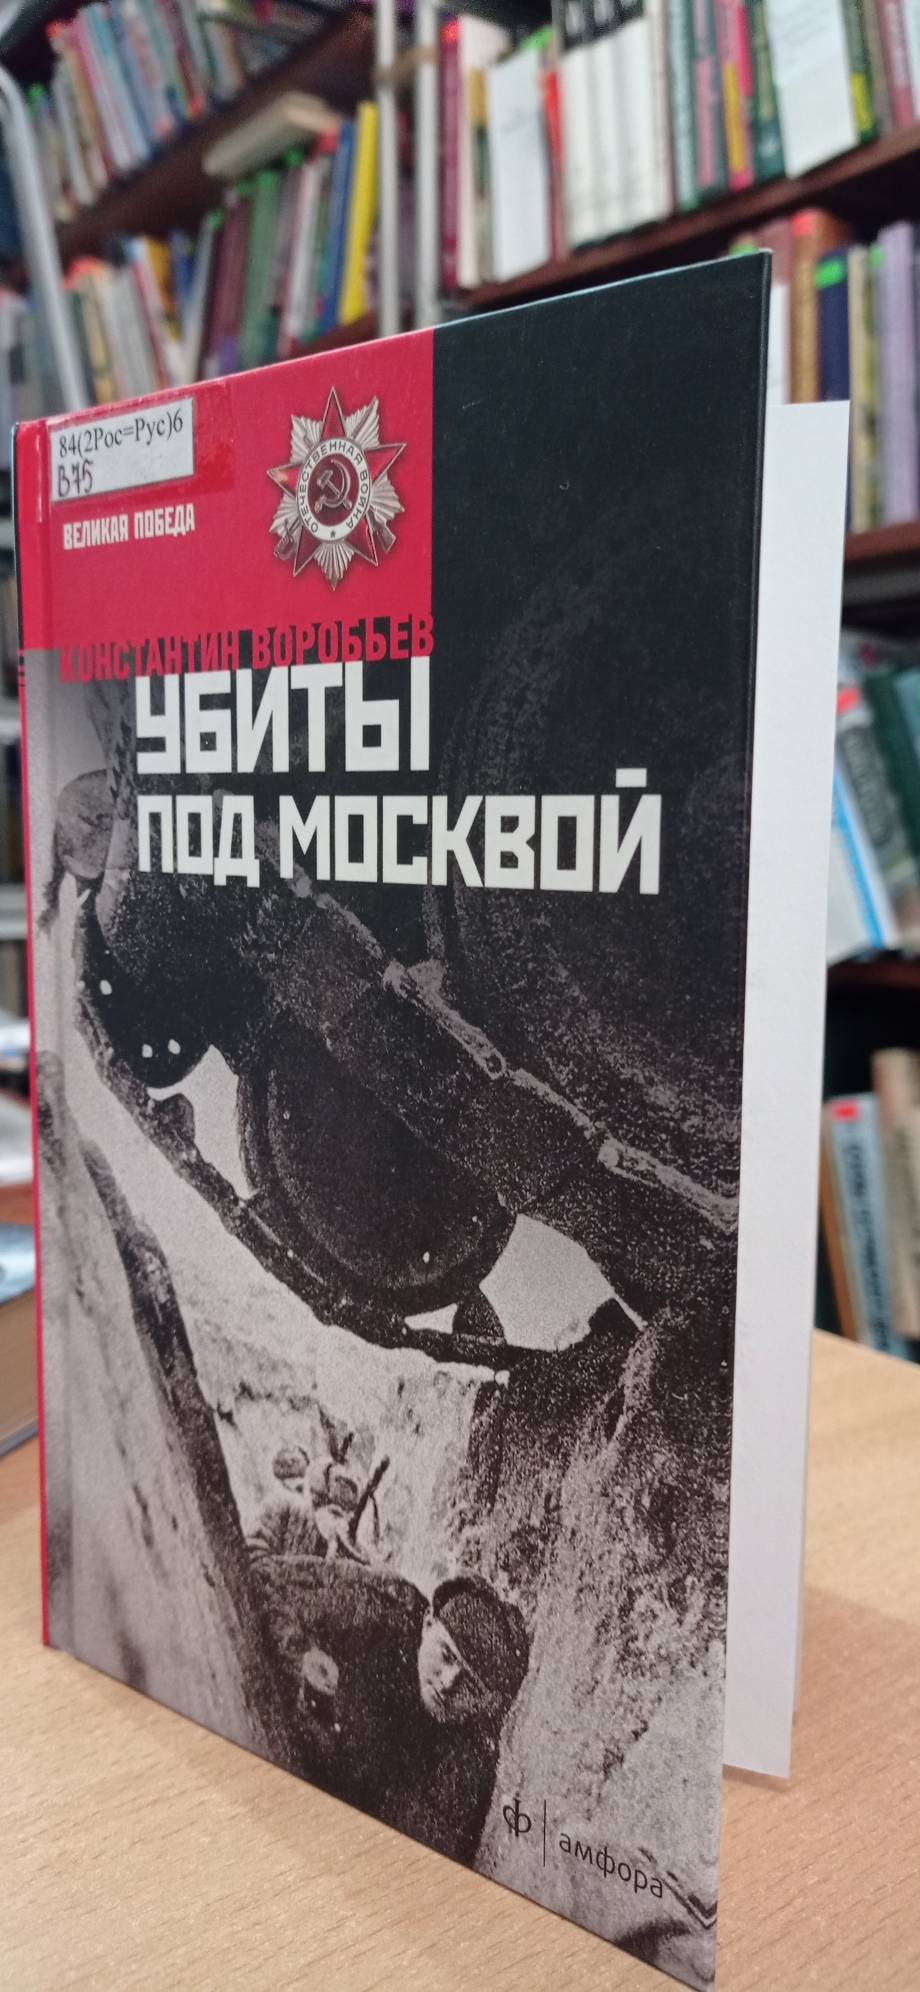 84(2Рос=Рус)6
В75
ВЕЛИКАЯ ПОБЕДА
ОТЕЧЕСТВЕННАЯ ВОЙНА
КОНСТАНТИН ВОРОБЬЕВ
УБИТЫ
ПОД МОСКВОЙ
амфора